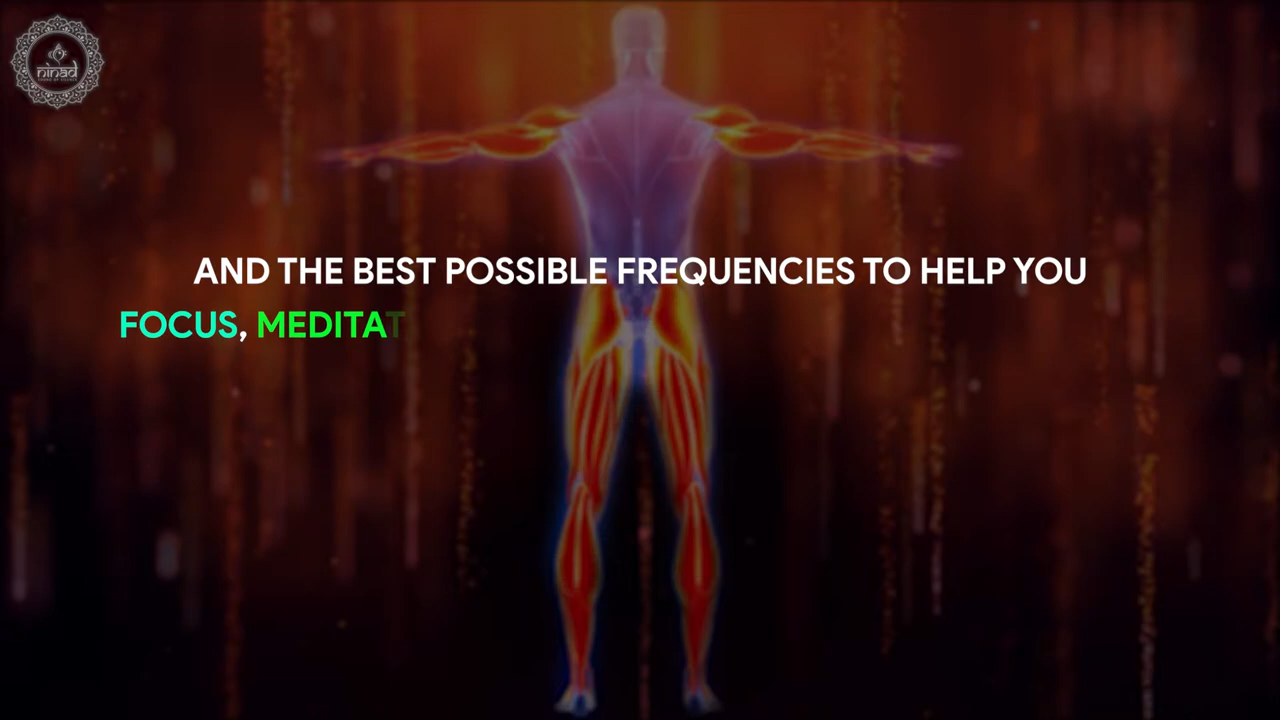 ninad
AND THE BEST POSSIBLE FREQUENCIES TO HELP YOU
FOCUS, MEDITAT